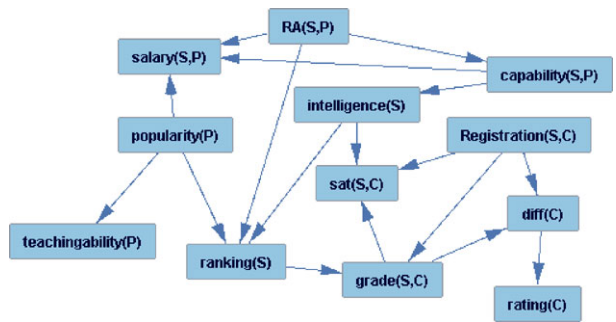 RA(S,P)
salary(S,P)
capability(S,P)
intelligence(S)
popularity(P)
Registration(S,C)
sat(S,C)
diff(C)
teachingability(P)
ranking(S)
grade(S,C)
rating(C)